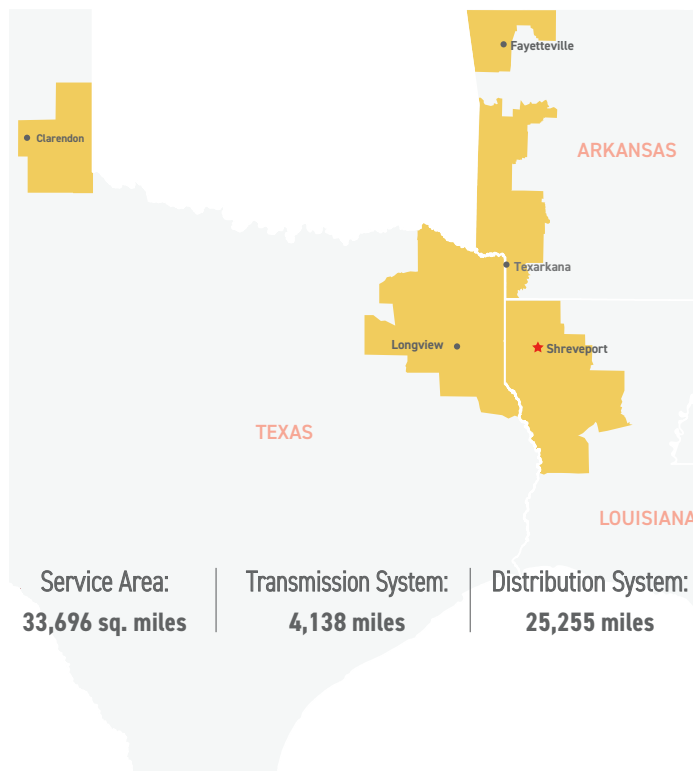 Fayetteville
Clarendon
ARKANSAS
Texarkana
Longview
Shreveport
TEXAS
LOUISIANA
Service Area:
33,696 sq. miles
Transmission System:
4,138 miles
Distribution System:
25,255 miles